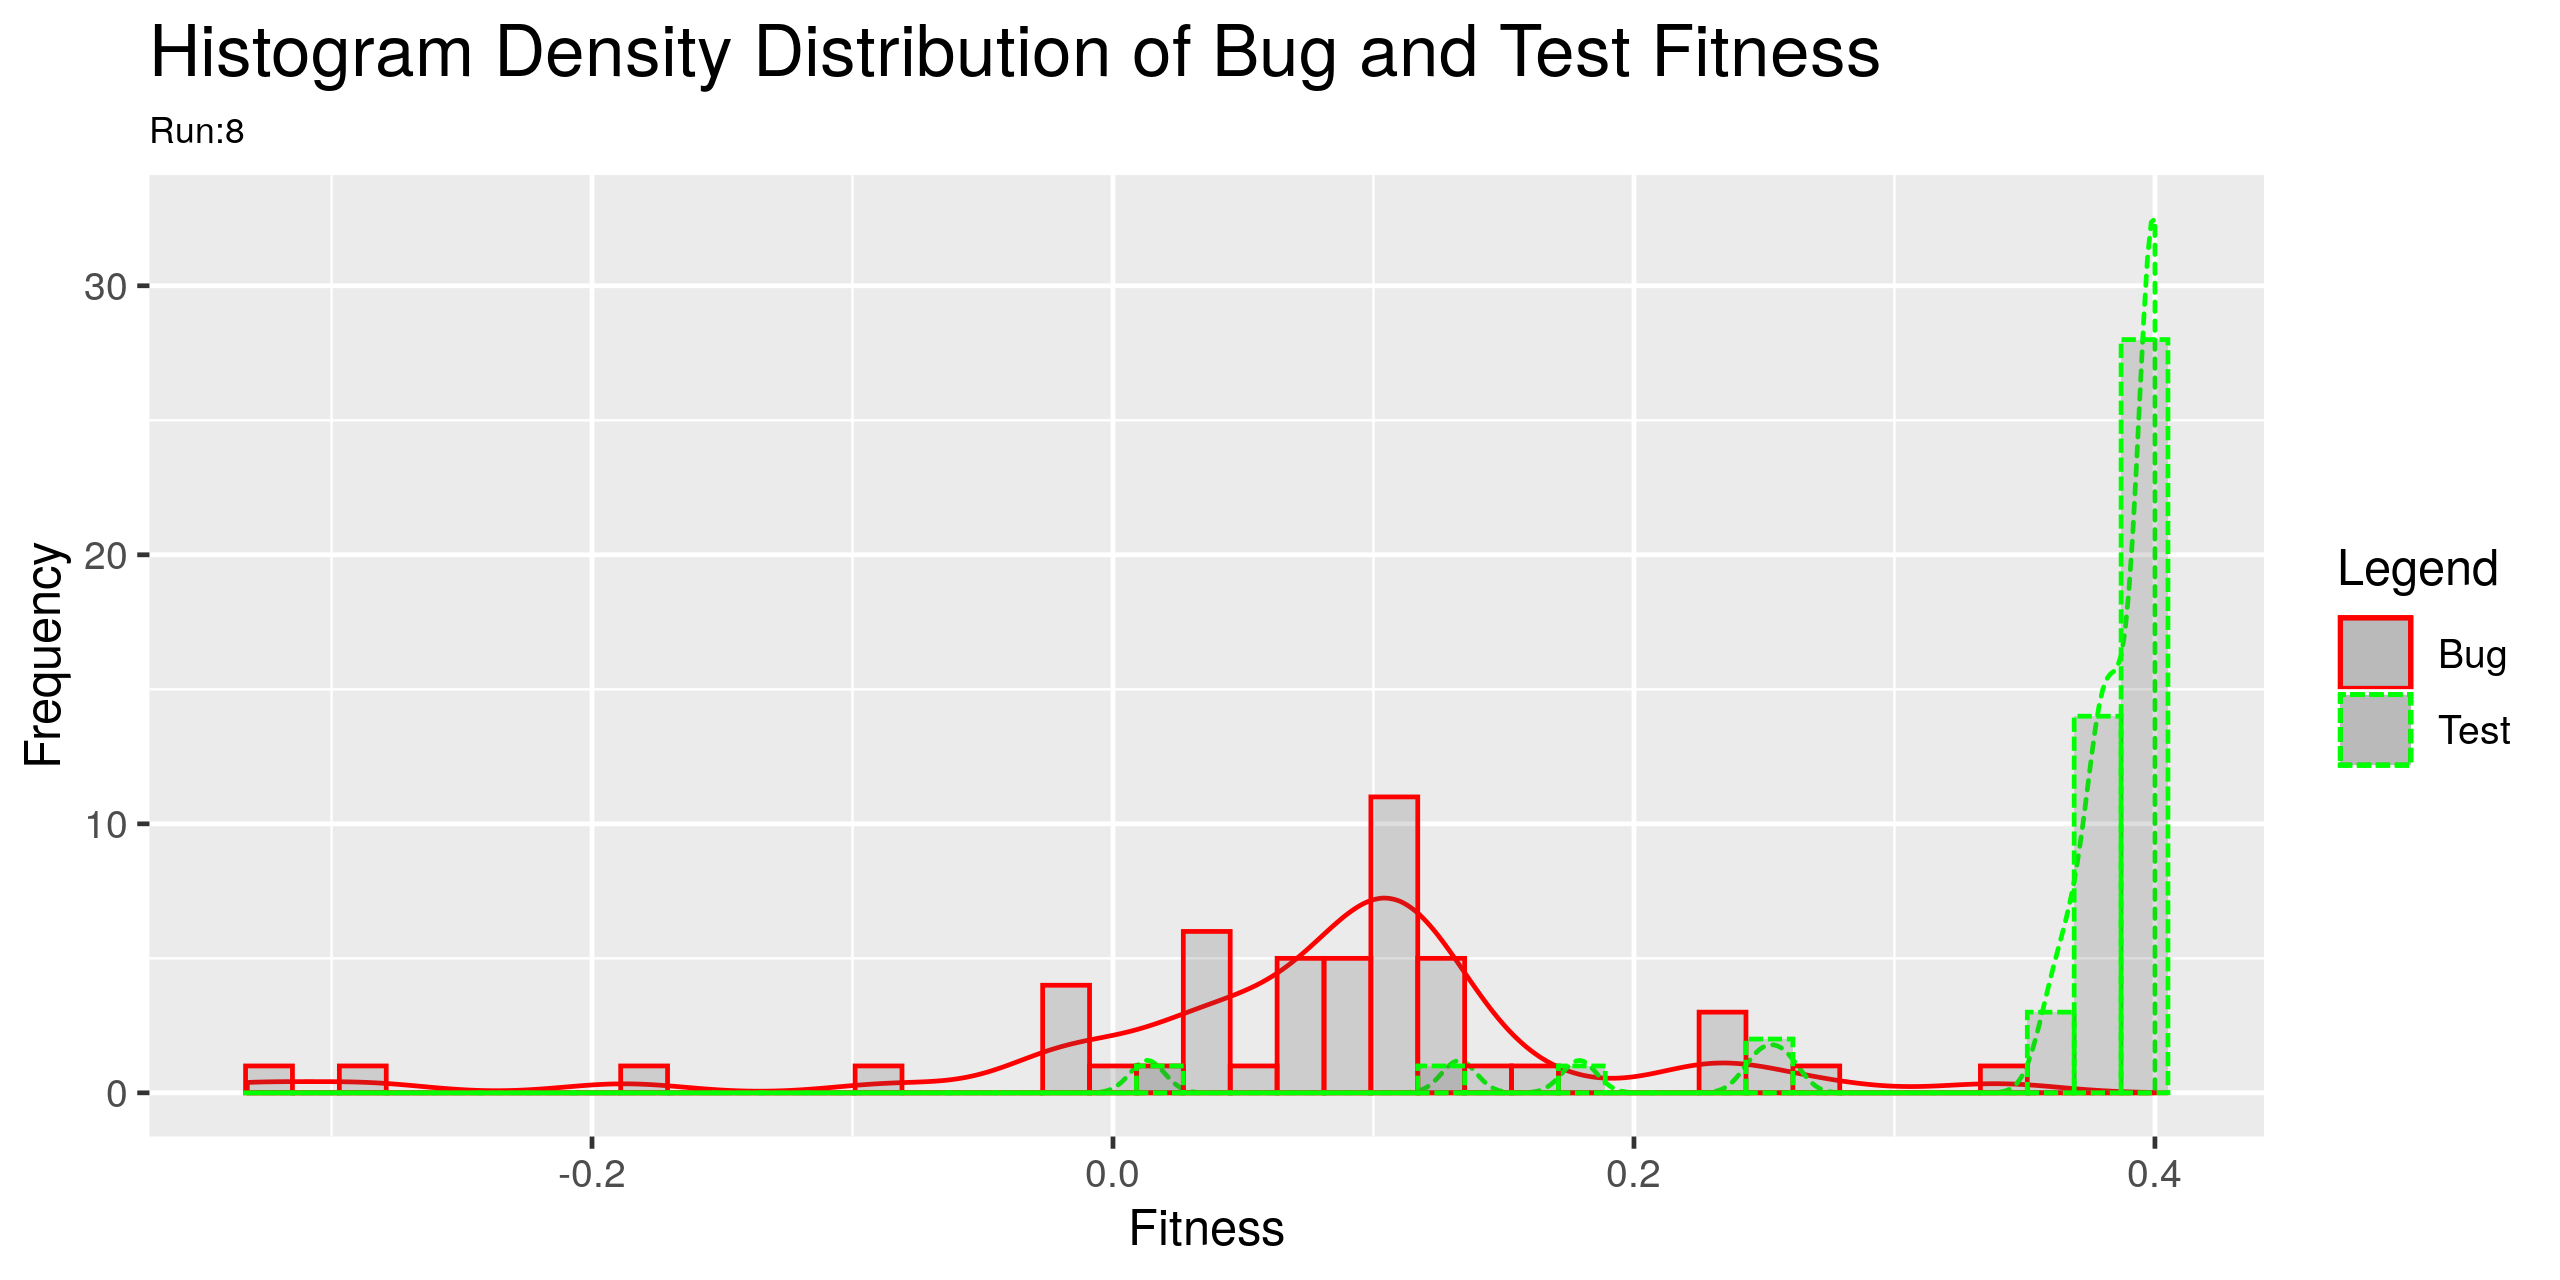 Histogram Density Distribution of Bug and Test Fitness
Run:8
Frequency
30
20
10
0
-0.2
0.0
0.2
0.4
Fitness
Legend
Bug
Test